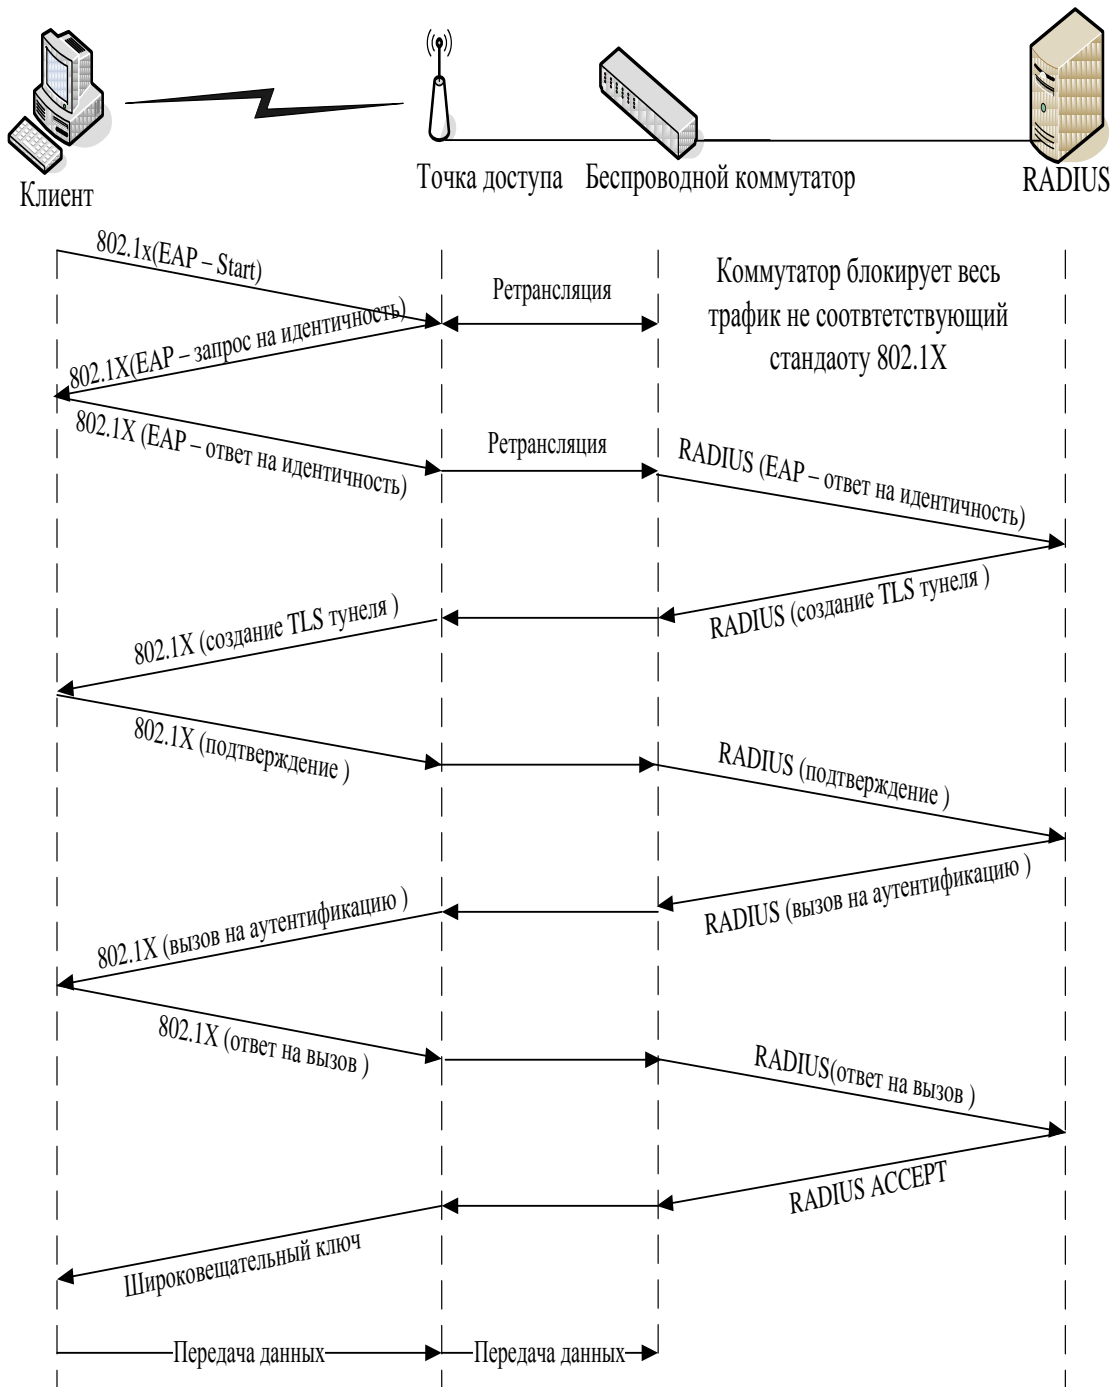 Клиент
Точка доступа
Беспроводной коммутатор
RADIUS
802.1x(EAP – Start)
Ретрансляция
Коммутатор блокирует весь
трафик не соотвтетствующий
стандаоту 802.1X
802.1X(EAP – запрос на идентичность)
802.1X (EAP – ответ на идентичность)
Ретрансляция
RADIUS (EAP – ответ на идентичность)
RADIUS (создание TLS тунеля )
802.1X (создание TLS тунеля )
802.1X (подтверждение )
RADIUS (подтверждение )
RADIUS (вызов на аутентификацию )
802.1X (вызов на аутентификацию )
802.1X (ответ на вызов )
RADIUS(ответ на вызов )
RADIUS ACCEPT
Широковещательный ключ
Передача данных
Передача данных